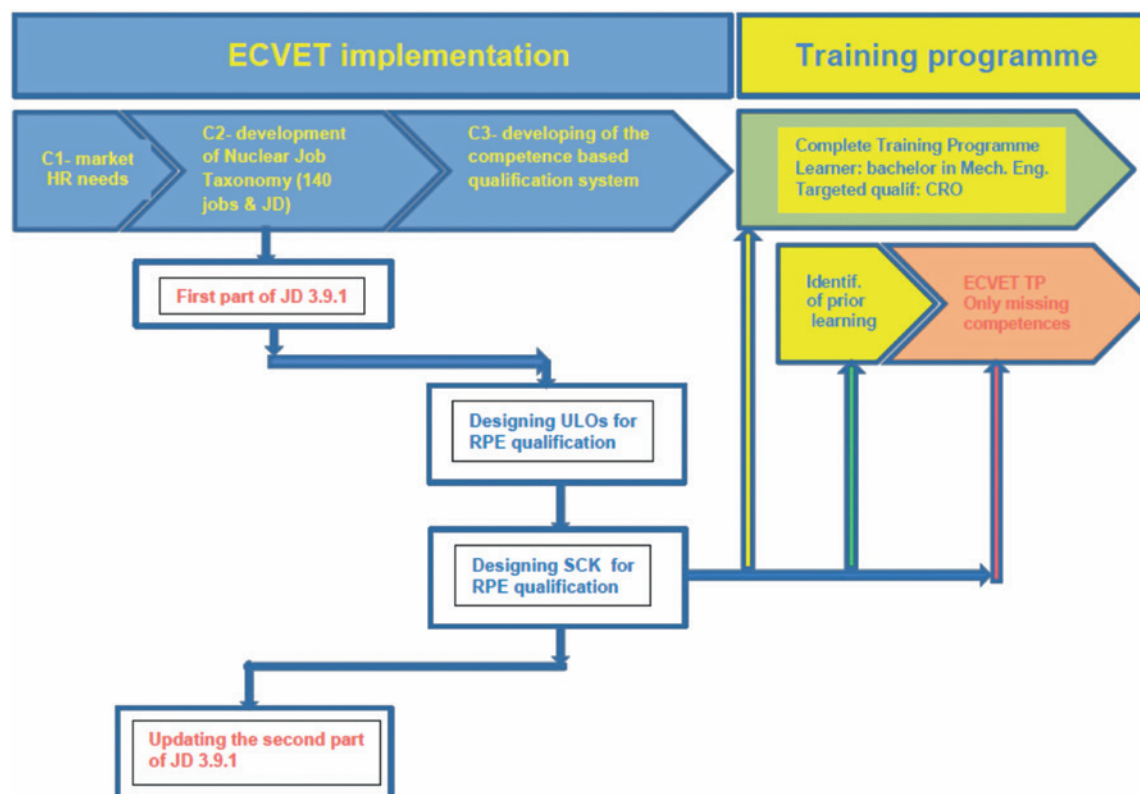 ECVET implementation
Training programme
C1- market
HR needs
C2- development
of Nuclear Job
Taxonomy (140
jobs & JD)
C3- developing of the
competence based
qualification system
Complete Training Programme
Learner: bachelor in Mech. Eng.
Targeted qualif: CRO
First part of JD 3.9.1
Identif.
of prior
learning
ECVET TP
Only missing
competences
Designing ULOs for
RPE qualification
Designing SCK for
RPE qualification
Updating the second part
of JD 3.9.1